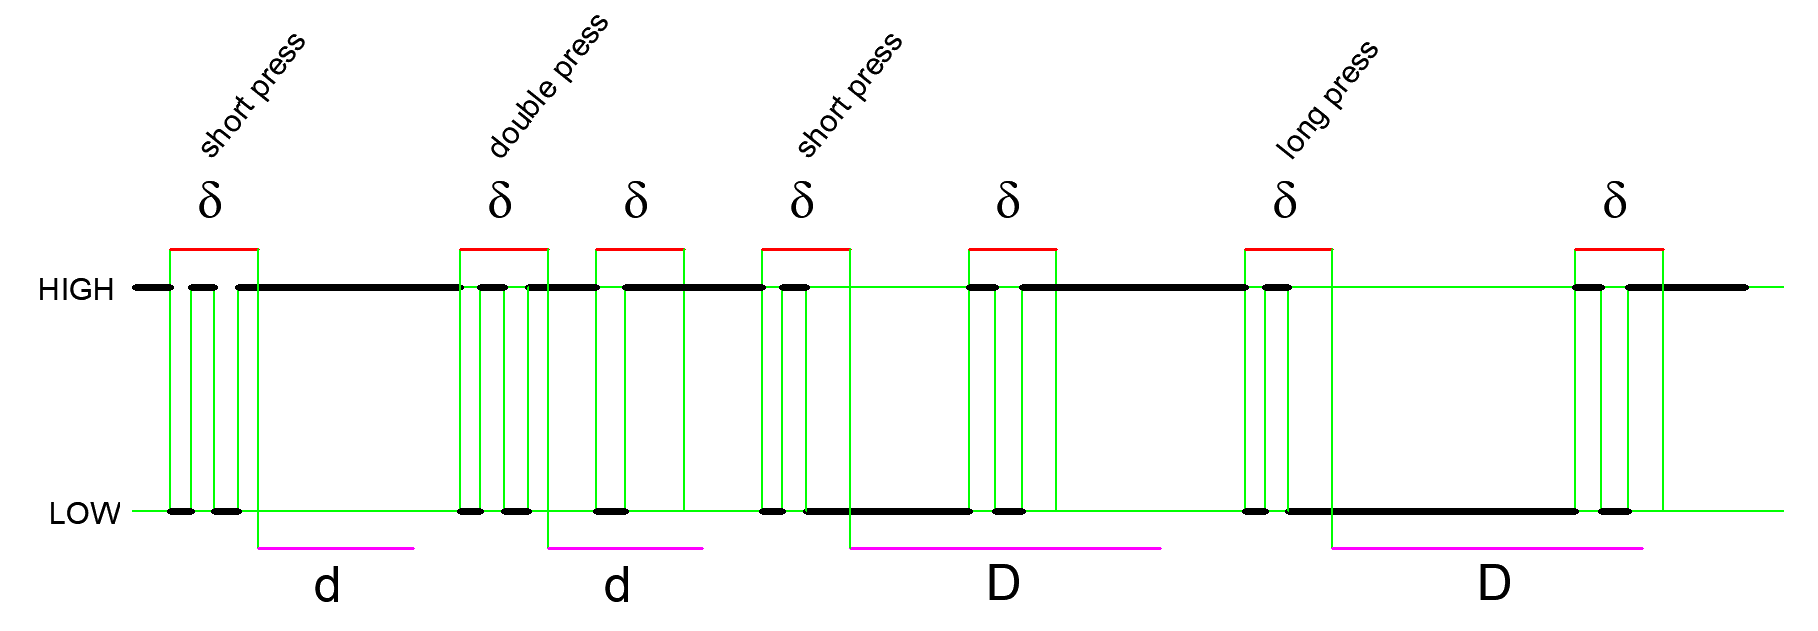 short press
double press
short press
long press
δ
δ
δ
δ
δ
δ
δ
HIGH
LOW
d
d
D
D